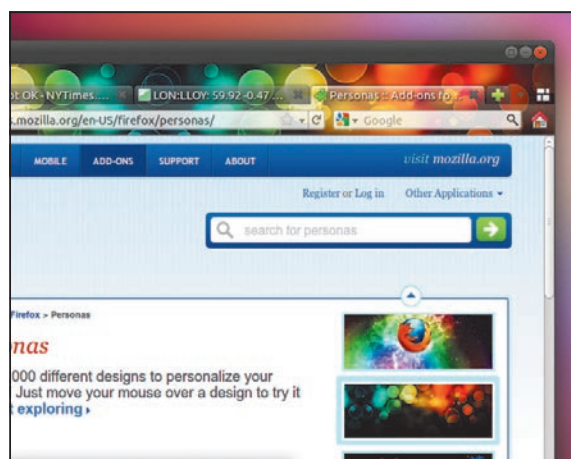 ot OK - NYTimes.... LON:LLOY: 59.92 -0.47 ... Personas :: Add-ons fo r...
s.mozilla.org/en-US/firefox/personas/ Google
MOBILE ADD-ONS SUPPORT ABOUT visit mozilla.org
Register or Log in Other Applications
search for personas
Firefox > Personas
nas
000 different designs to personalize your
Just move your mouse over a design to try it
t exploring